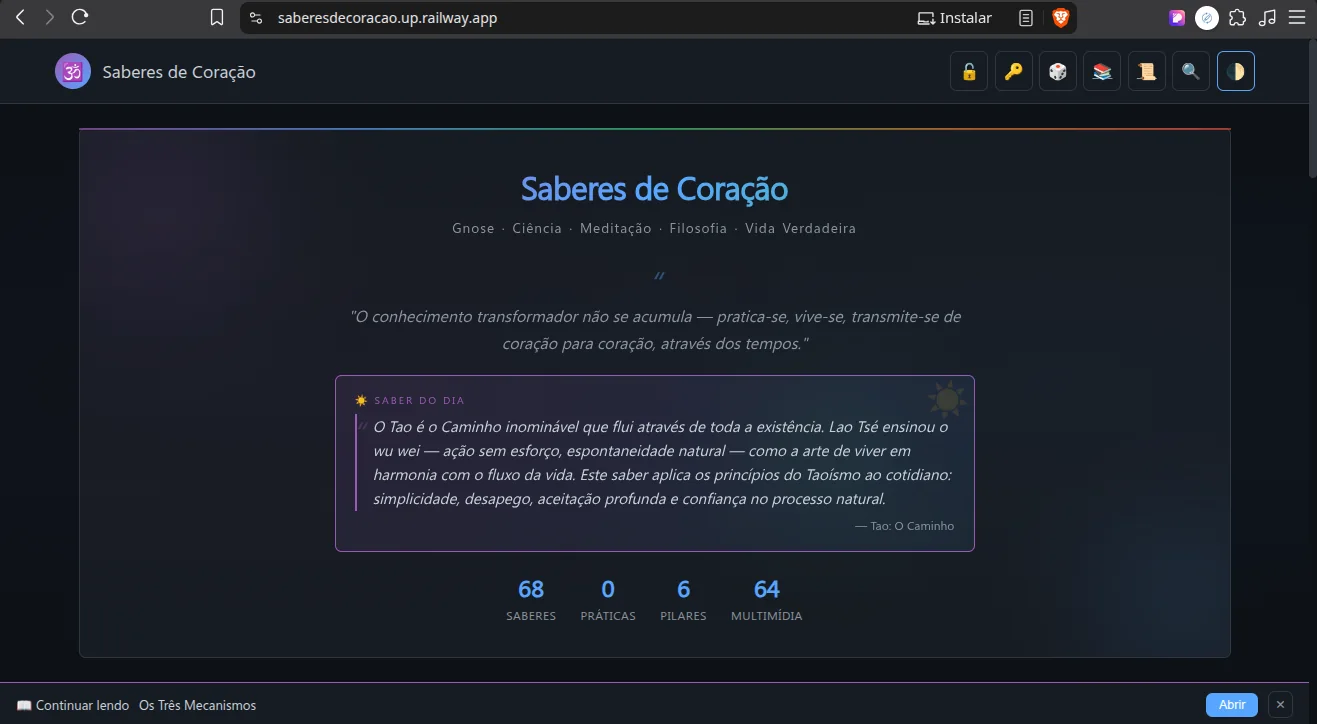 saberesdecoracao.up.railway.app
Instalar
ॐ
Saberes de Coração
Saberes de Coração
Gnose · Ciência · Meditação · Filosofia · Vida Verdadeira
"
"O conhecimento transformador não se acumula — pratica-se, vive-se, transmite-se de
coração para coração, através dos tempos."
SABER DO DIA
" O Tao é o Caminho inominável que flui através de toda a existência. Lao Tsé ensinou o
wu wei — ação sem esforço, espontaneidade natural — como a arte de viver em
harmonia com o fluxo da vida. Este saber aplica os princípios do Taoísmo ao cotidiano:
simplicidade, desapego, aceitação profunda e confiança no processo natural.
— Tao: O Caminho
68 0 6 64
SABERES PRÁTICAS PILARES MULTIMÍDIA
Continuar lendo Os Três Mecanismos
Abrir ×